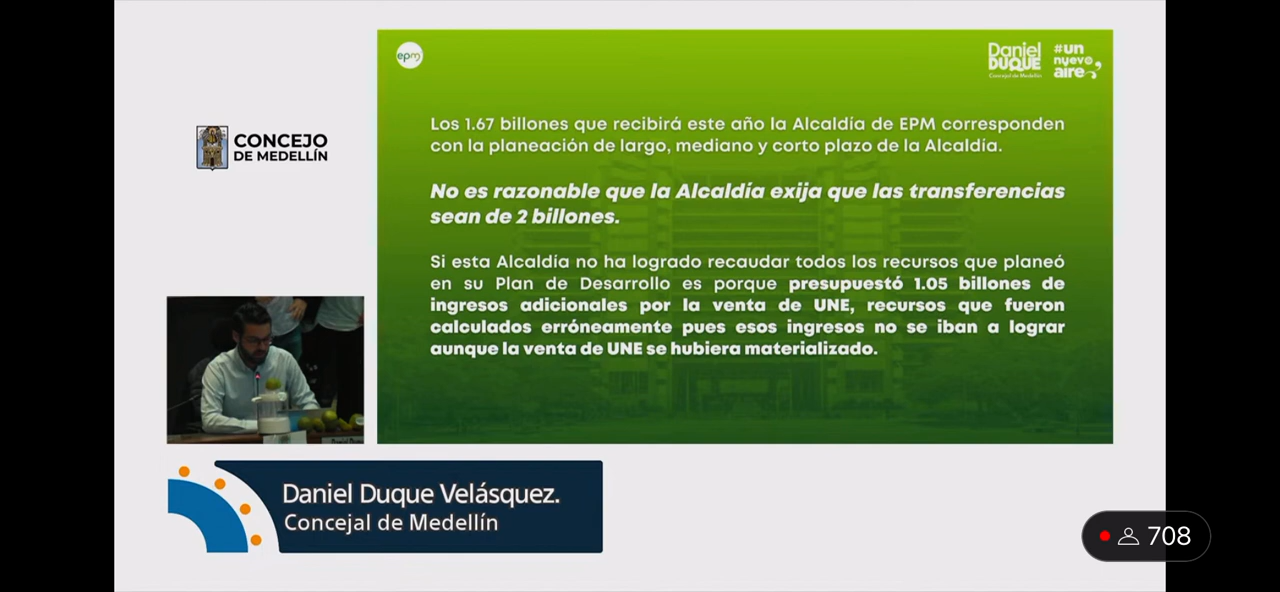 epm
Daniel
DUQUE
Concejal de Medellín
#un
nuevo
aire
CONCEJO
DE MEDELLÍN
Los 1.67 billones que recibirá este año la Alcaldía de EPM corresponden
con la planeación de largo, mediano y corto plazo de la Alcaldía.
No es razonable que la Alcaldía exija que las transferencias
sean de 2 billones.
Si esta Alcaldía no ha logrado recaudar todos los recursos que planeó
en su Plan de Desarrollo es porque presupuestó 1.05 billones de
ingresos adicionales por la venta de UNE, recursos que fueron
calculados erróneamente pues esos ingresos no se iban a lograr
aunque la venta de UNE se hubiera materializado.
Daniel Duque Velásquez.
Concejal de Medellín
708